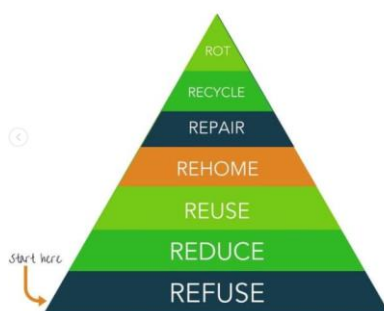 ROT
RECYCLE
REPAIR
REHOME
REUSE
Start here
REDUCE
REFUSE